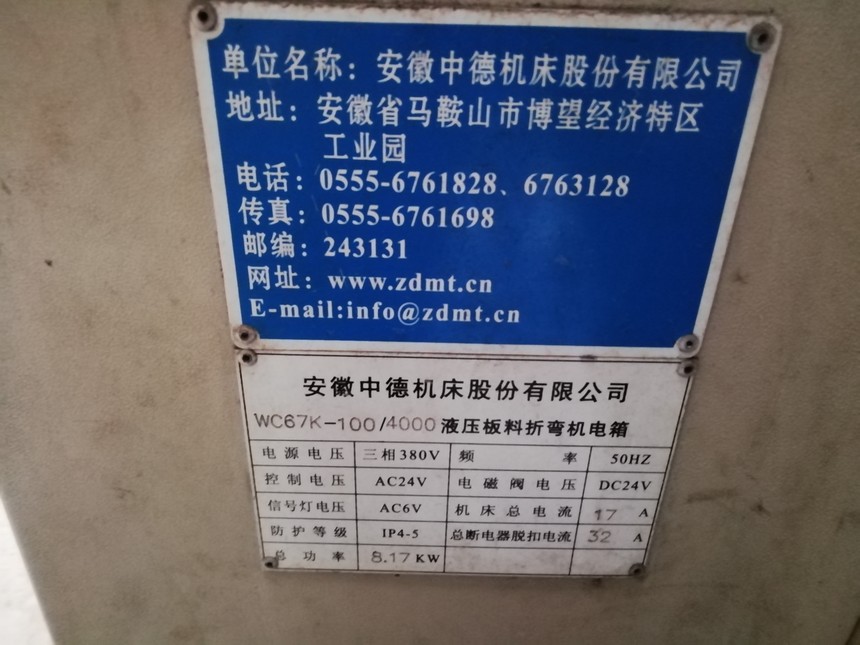 单位名称：安徽中德机床股份有限公司
地址：安徽省马鞍山市博望经济特区
工业园
电话：0555-6761828、6763128
传真：0555-6761698
邮编：243131
网址：www.zdmt.cn
E-mail:info@zdmt.cn
安徽中德机床股份有限公司
WC67K-100/4000液压板料折弯机电箱
电源电压 三相380V 频率 50HZ
控制电压 AC24V 电磁阀电压 DC24V
信号灯电压 AC6V 机床总电流 17 A
防护等级 IP4-5 总断电器脱扣电流 32 A
总功率 8.17KW